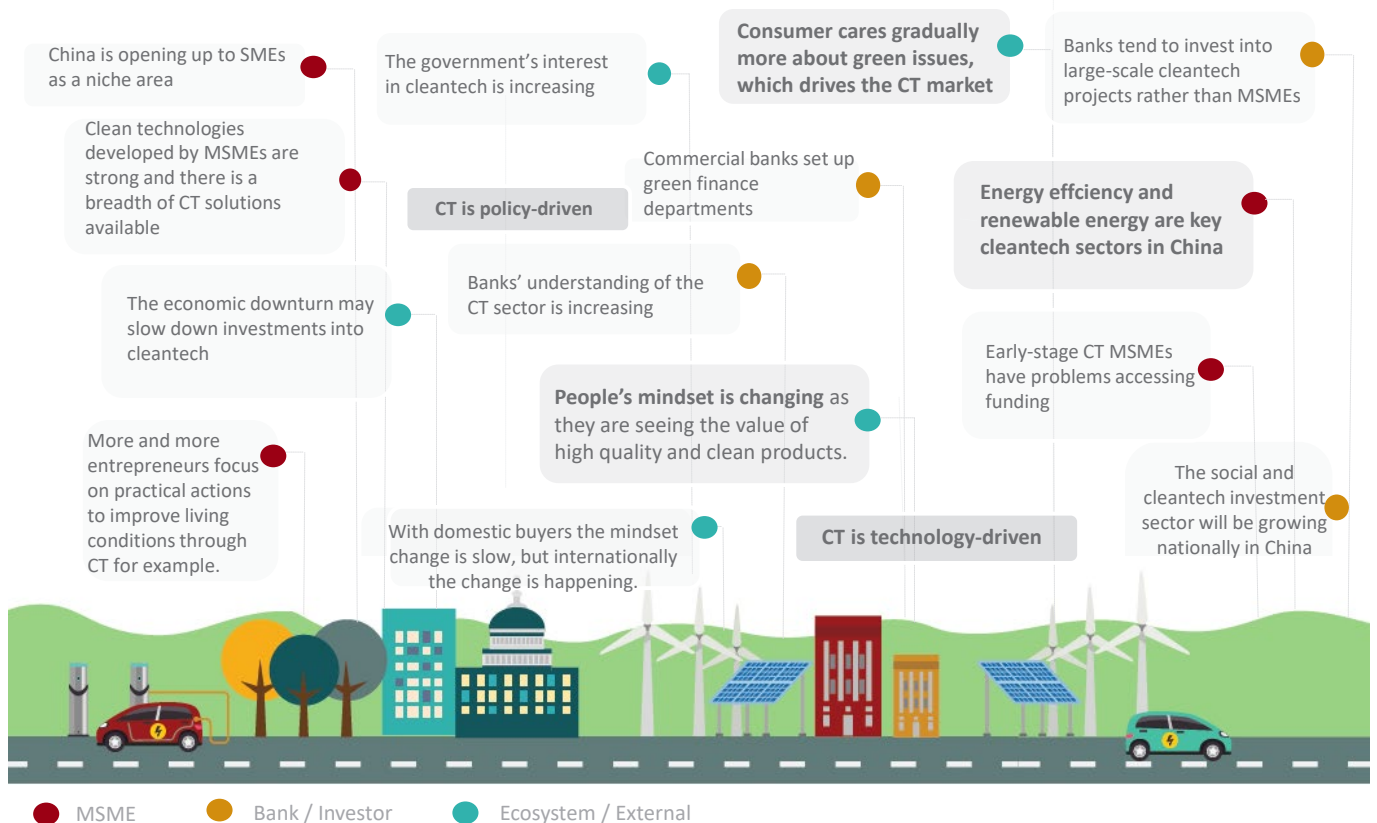 China is opening up to SMEs
as a niche area
The government's interest
in cleantech is increasing
Consumer cares gradually
more about green issues,
which drives the CT market
Banks tend to invest into
large-scale cleantech
projects rather than MSMEs
Clean technologies
developed by MSMEs are
strong and there is a
breadth of CT solutions
available
CT is policy-driven
Commercial banks set up
green finance
departments
Energy effciency and
renewable energy are key
cleantech sectors in China
The economic downturn may
slow down investments into
cleantech
Banks' understanding of the
CT sector is increasing
Early-stage CT MSMEs
have problems accessing
funding
People's mindset is changing as
they are seeing the value of
high quality and clean products.
More and more
entrepreneurs focus
on practical actions
to improve living
conditions through
CT for example.
With domestic buyers the mindset
change is slow, but internationally
the change is happening.
CT is technology-driven
The social and
cleantech investment
sector will be growing
nationally in China
MSME
Bank / Investor
Ecosystem / External